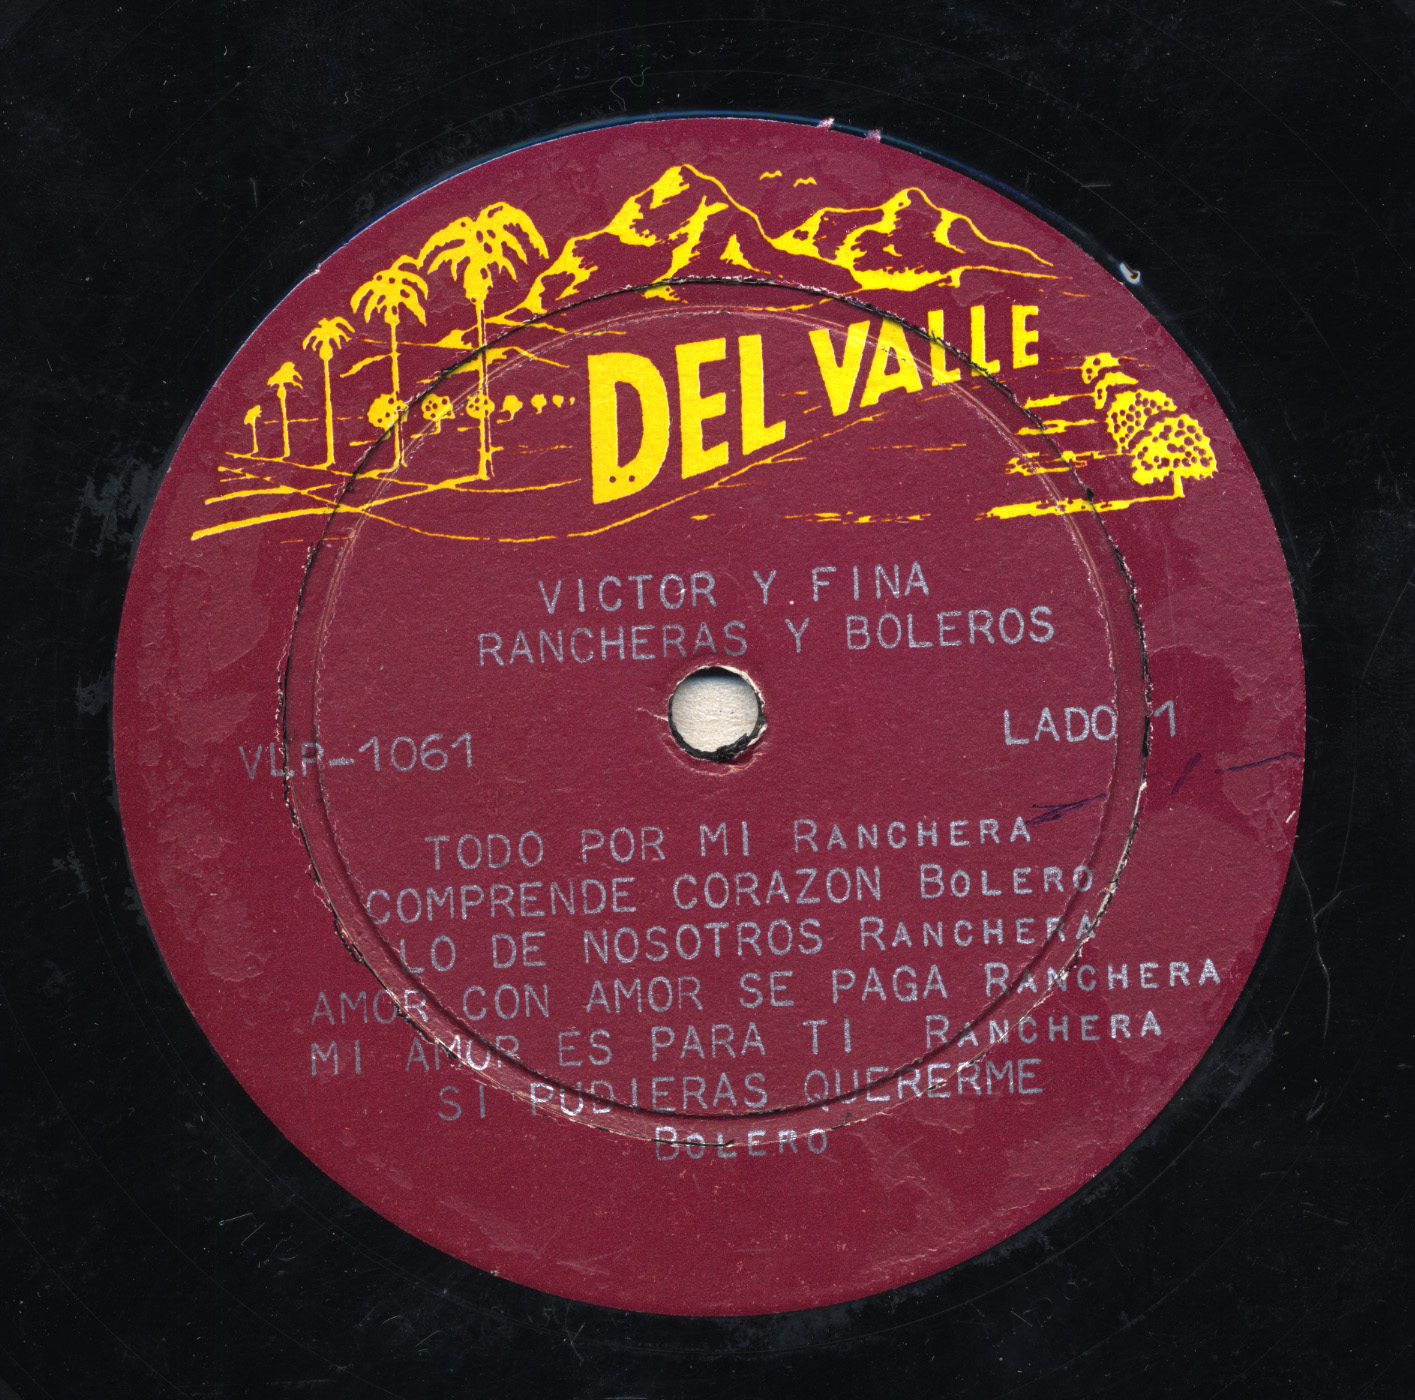 DEL VALLE
VICTOR Y FINA
RANCHERAS Y BOLEROS
VLP-1061
LADO 1
TODO POR MI RANCHERA
COMPRENDE CORAZON BOLERO
LO DE NOSOTROS RANCHERA
AMOR CON AMOR SE PAGA RANCHERA
MI AMOR ES PARA TI RANCHERA
SI PUDIERAS QUERERME
BOLERO